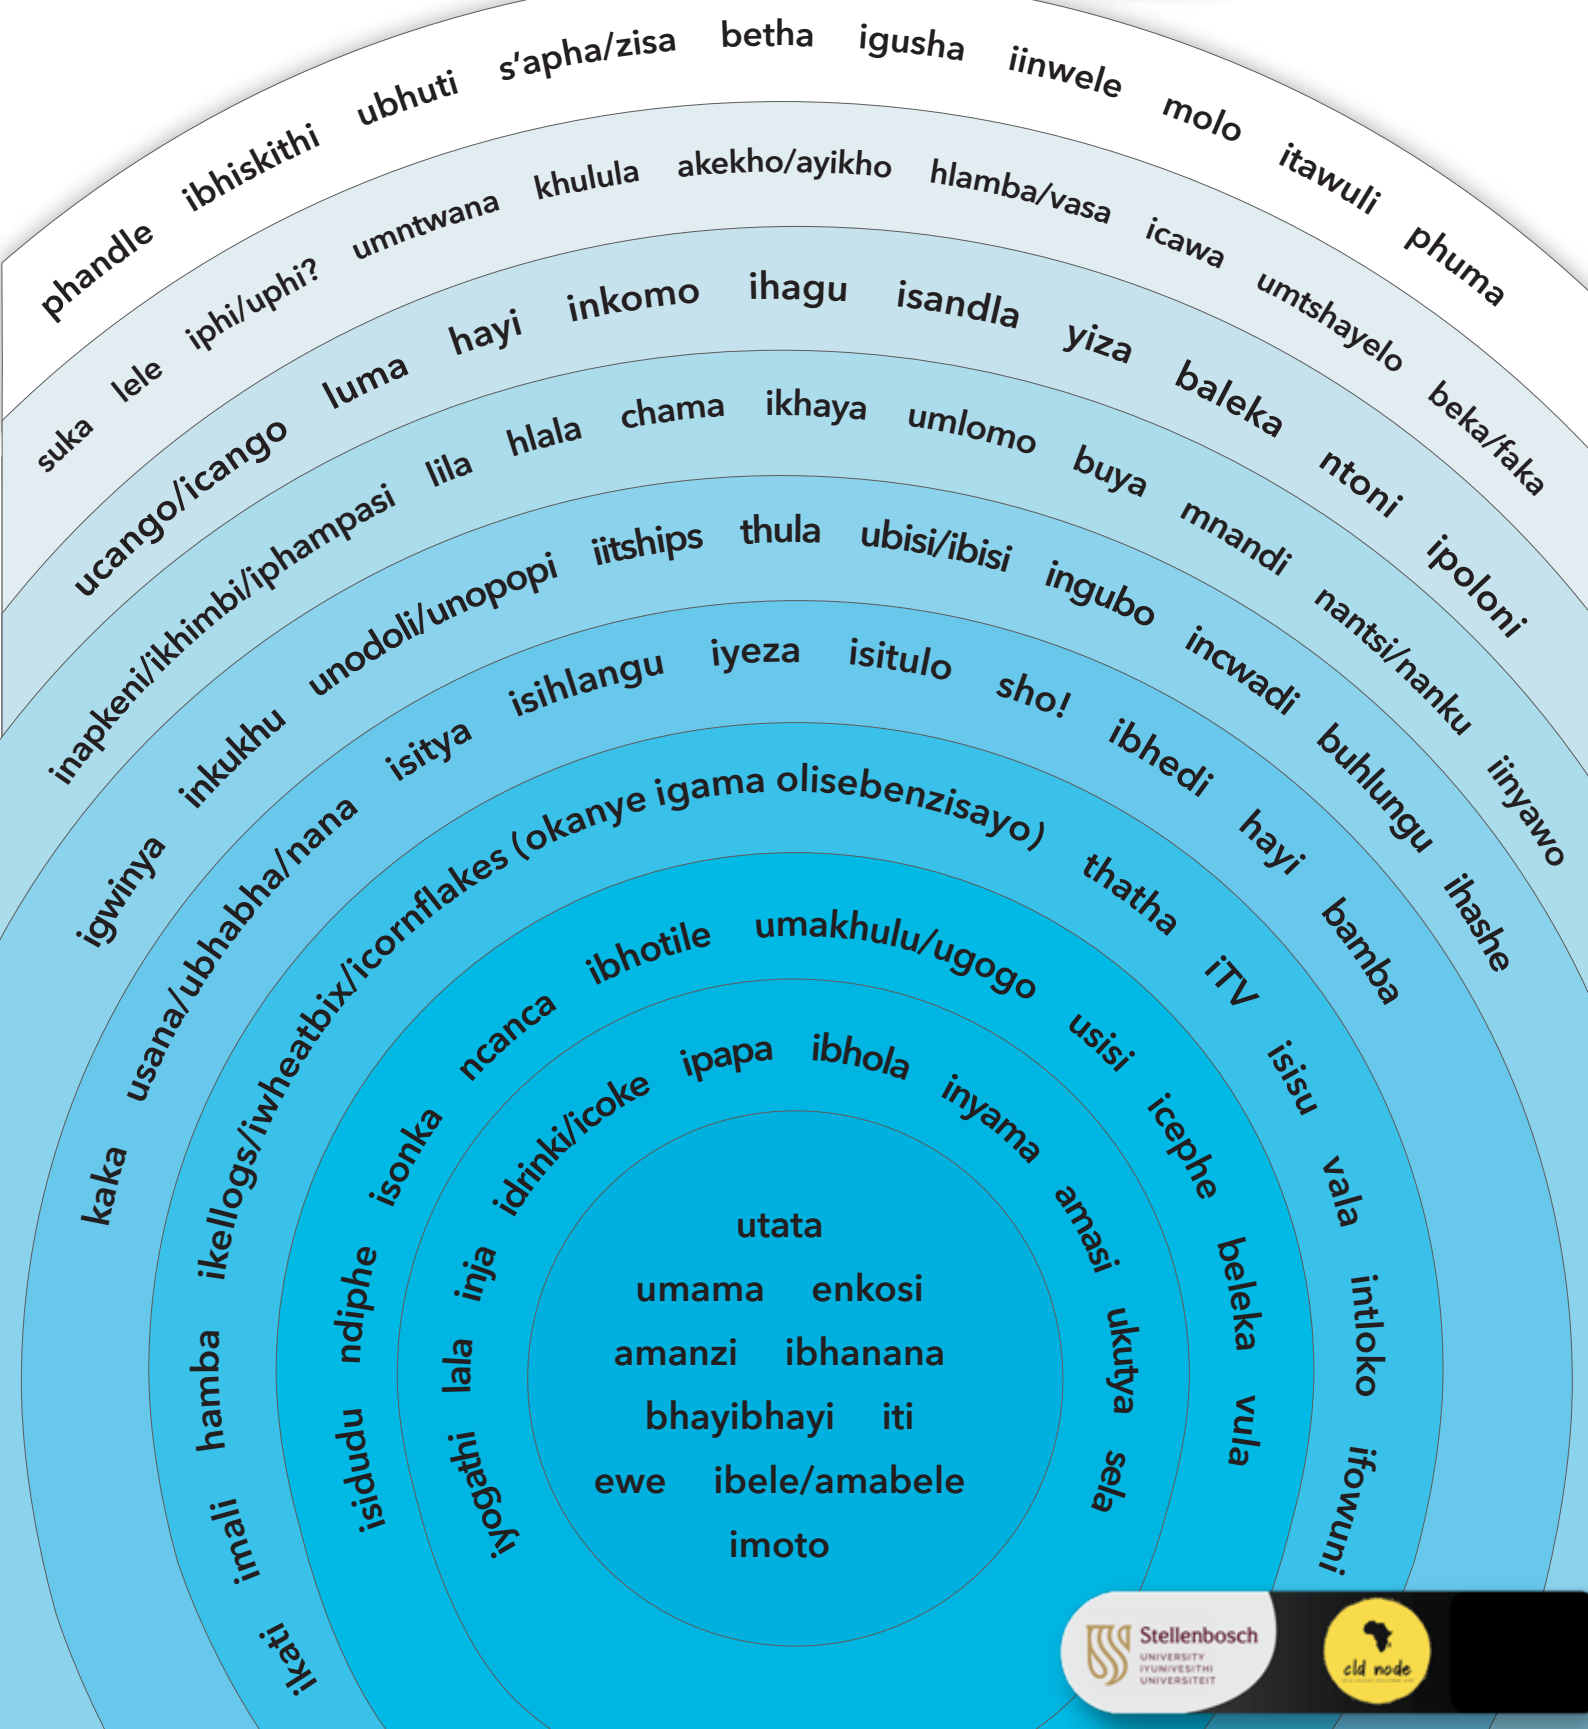 phandle ibhiskithi ubhuti s'apha/zisa betha igusha iinwele molo itawuli phuma
suka lele iphi/uphi? umntwana khulula akekho/ayikho hlamba/vasa icawa umtshayelo beka/faka
ucango/icango luma hayi inkomo ihagu isandla yiza baleka ntoni ipoloni
inapkeni/ikhimbi/iphampasi lila hlala chama ikhaya umlomo buya mnandi nantsi/nanku iinyawo
igwinya inkukhu unodoli/unopopi iitships thula ubisi/ibisi ingubo incwadi buhlungu ihashe
kaka usana/ubhabha/nana isitya isihlangu iyeza isitulo sho! ibhedi hayi bamba
ikati imali hamba ikellogs/iwheatbix/icornflakes (okanye igama olisebenzisayo) thatha iTV isisu vala intloko ifowuni
isidudu ndiphe isonka ncanca ibhotile umakhulu/ugogo usisi icephe beleka vula
iyogathi lala inja idrinki/icoke ipapa ibhola inyama amasi ukutya sela
utata
umama enkosi
amanzi ibhanana
bhayibhayi iti
ewe ibele/amabele
imoto
Stellenbosch
UNIVERSITY
IYUNIVESITHI
UNIVERSITEIT
cld node